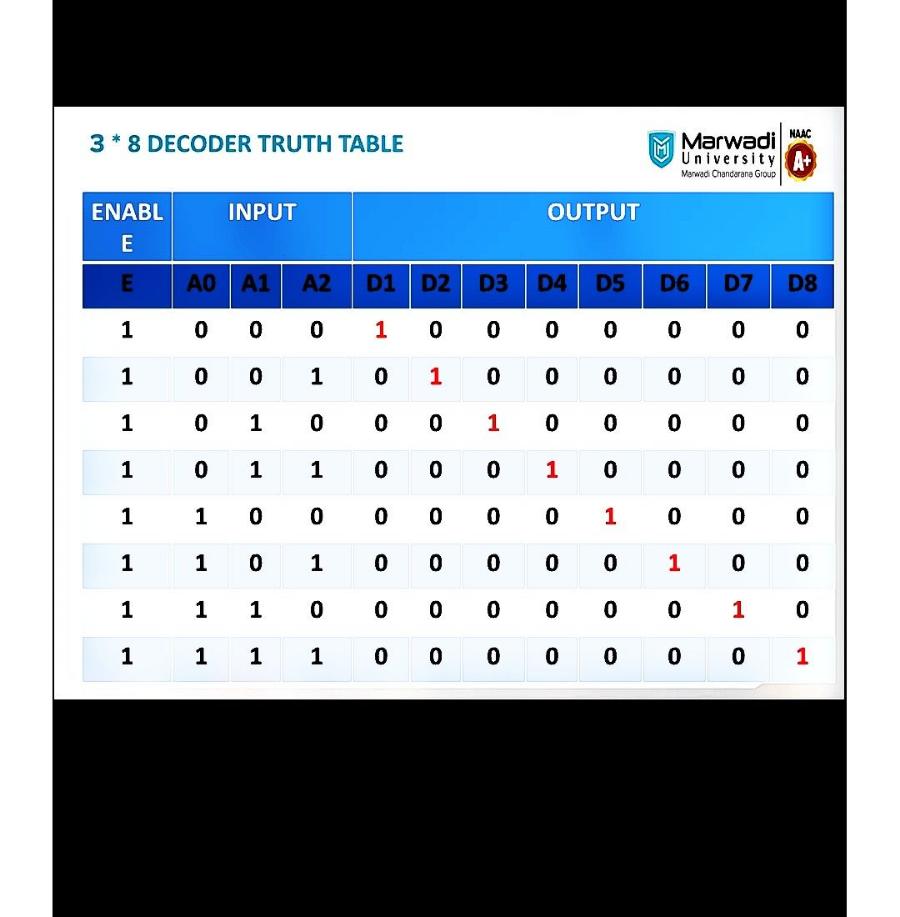 3 * 8 DECODER TRUTH TABLE
Marwadi
University
Marwadi Chandarana Group
NAAC
A+
ENABL INPUT OUTPUT
E
E A0 A1 A2 D1 D2 D3 D4 D5 D6 D7 D8
1 0 0 0 1 0 0 0 0 0 0 0
1 0 0 1 0 1 0 0 0 0 0 0
1 0 1 0 0 0 1 0 0 0 0 0
1 0 1 1 0 0 0 1 0 0 0 0
1 1 0 0 0 0 0 0 1 0 0 0
1 1 0 1 0 0 0 0 0 1 0 0
1 1 1 0 0 0 0 0 0 0 1 0
1 1 1 1 0 0 0 0 0 0 0 1